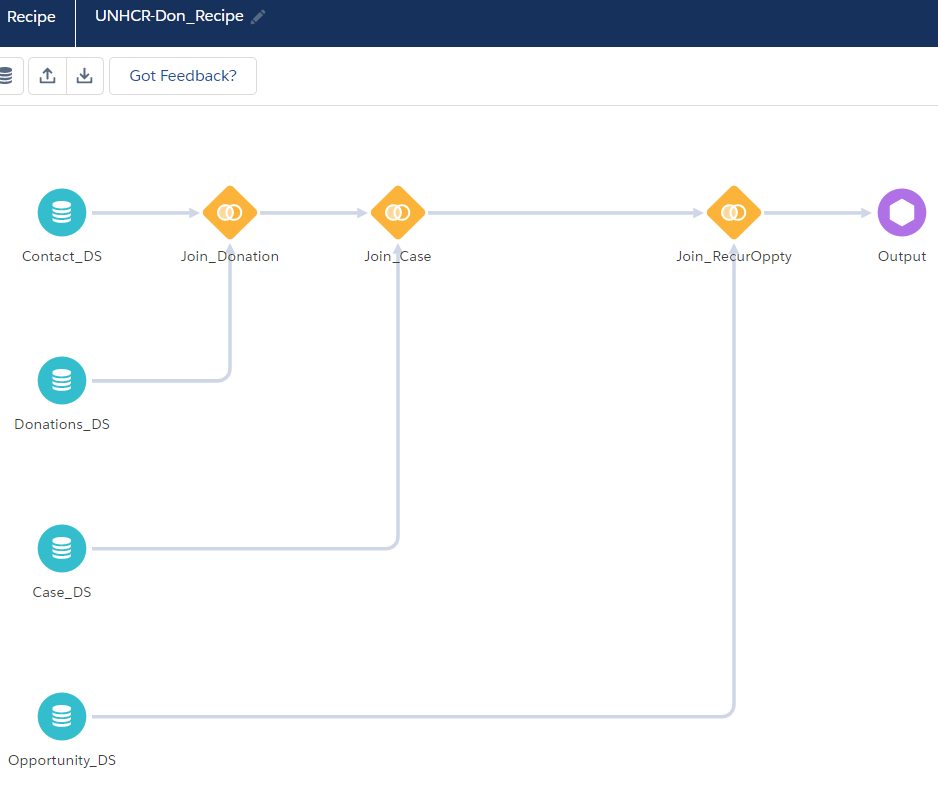 Recipe
UNHCR-Don_Recipe
Got Feedback?
Contact_DS
Join_Donation
Join_Case
Join_RecurOppty
Output
Donations_DS
Case_DS
Opportunity_DS